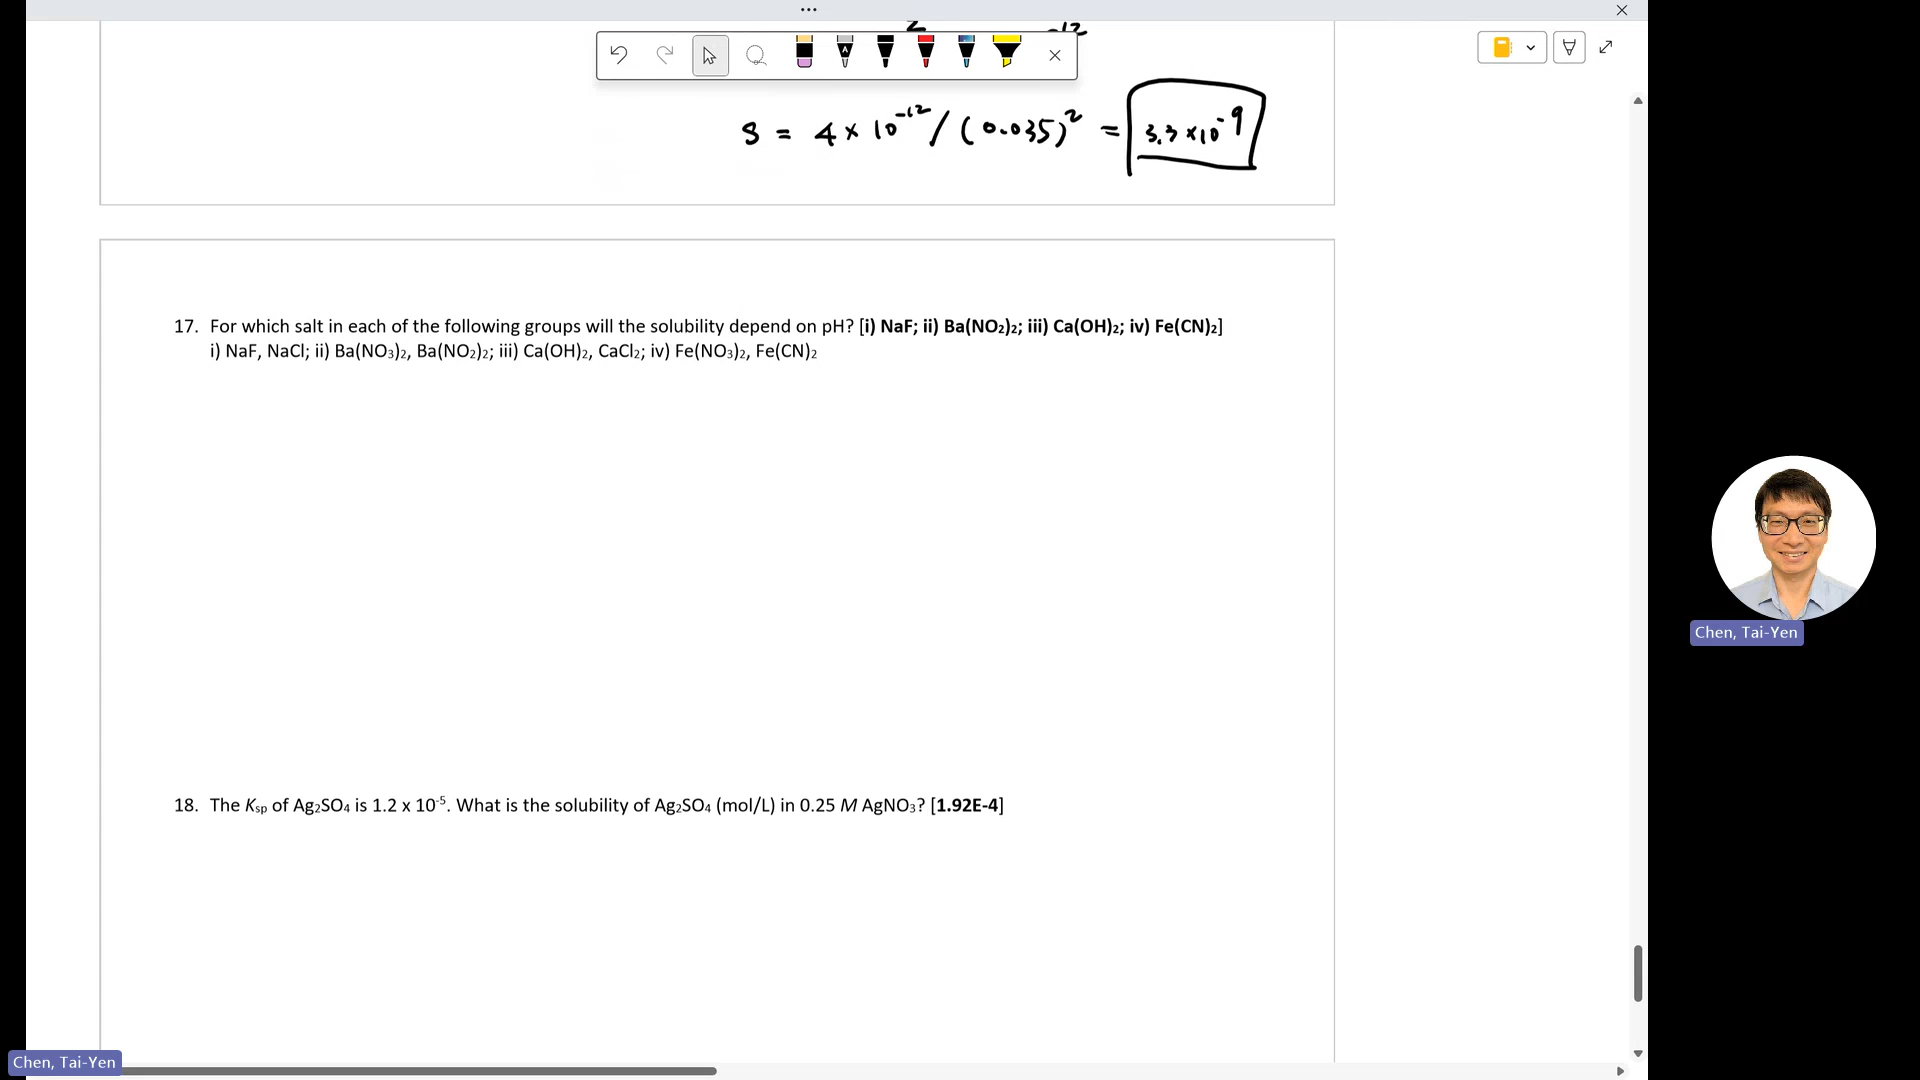 S = 4 × 10⁻¹² / (0.035)² = 3.3 × 10⁻⁹
17. For which salt in each of the following groups will the solubility depend on pH? [i) NaF; ii) Ba(NO₂)₂; iii) Ca(OH)₂; iv) Fe(CN)₂]
i) NaF, NaCl; ii) Ba(NO₃)₂, Ba(NO₂)₂; iii) Ca(OH)₂, CaCl₂; iv) Fe(NO₃)₂, Fe(CN)₂
Chen, Tai-Yen
18. The Ksp of Ag₂SO₄ is 1.2 x 10⁻⁵. What is the solubility of Ag₂SO₄ (mol/L) in 0.25 M AgNO₃? [1.92E-4]
Chen, Tai-Yen